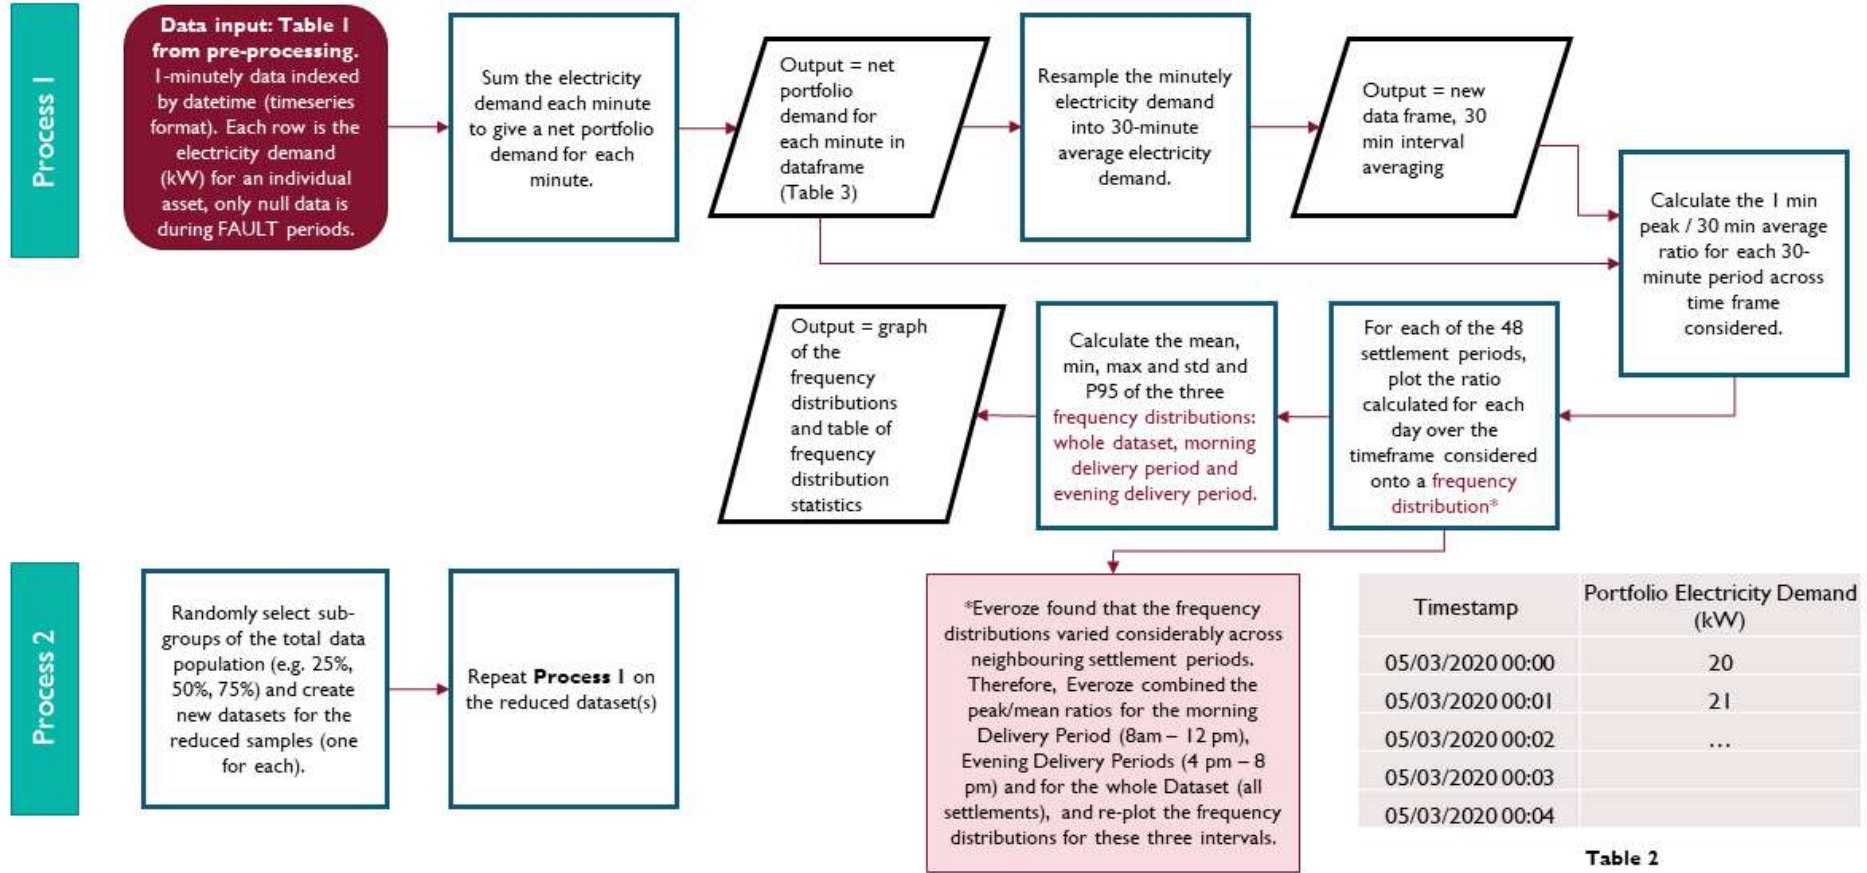 Process 1
Data input: Table 1
from pre-processing.
1-minutely data indexed
by datetime (timeseries
format). Each row is the
electricity demand
(kW) for an individual
asset, only null data is
during FAULT periods.
Sum the electricity
demand each minute
to give a net portfolio
demand for each
minute.
Output = net
portfolio
demand for
each minute in
dataframe
(Table 3)
Resample the minutely
electricity demand
into 30-minute
average electricity
demand.
Output = new
data frame, 30
min interval
averaging
Calculate the 1 min
peak / 30 min average
ratio for each 30-
minute period across
time frame
considered.
For each of the 48
settlement periods,
plot the ratio
calculated for each
day over the
timeframe considered
onto a frequency
distribution*
Calculate the mean,
min, max and std and
P95 of the three
frequency distributions:
whole dataset, morning
delivery period and
evening delivery period.
Output = graph
of the
frequency
distributions
and table of
frequency
distribution
statistics
*Everoze found that the frequency
distributions varied considerably across
neighbouring settlement periods.
Therefore, Everoze combined the
peak/mean ratios for the morning
Delivery Period (8am – 12 pm),
Evening Delivery Periods (4 pm – 8
pm) and for the whole Dataset (all
settlements), and re-plot the frequency
distributions for these three intervals.
Process 2
Randomly select sub-
groups of the total data
population (e.g. 25%,
50%, 75%) and create
new datasets for the
reduced samples (one
for each).
Repeat Process 1 on
the reduced dataset(s)
Timestamp Portfolio Electricity Demand
(kW)
05/03/2020 00:00 20
05/03/2020 00:01 21
05/03/2020 00:02 ...
05/03/2020 00:03
05/03/2020 00:04
Table 2